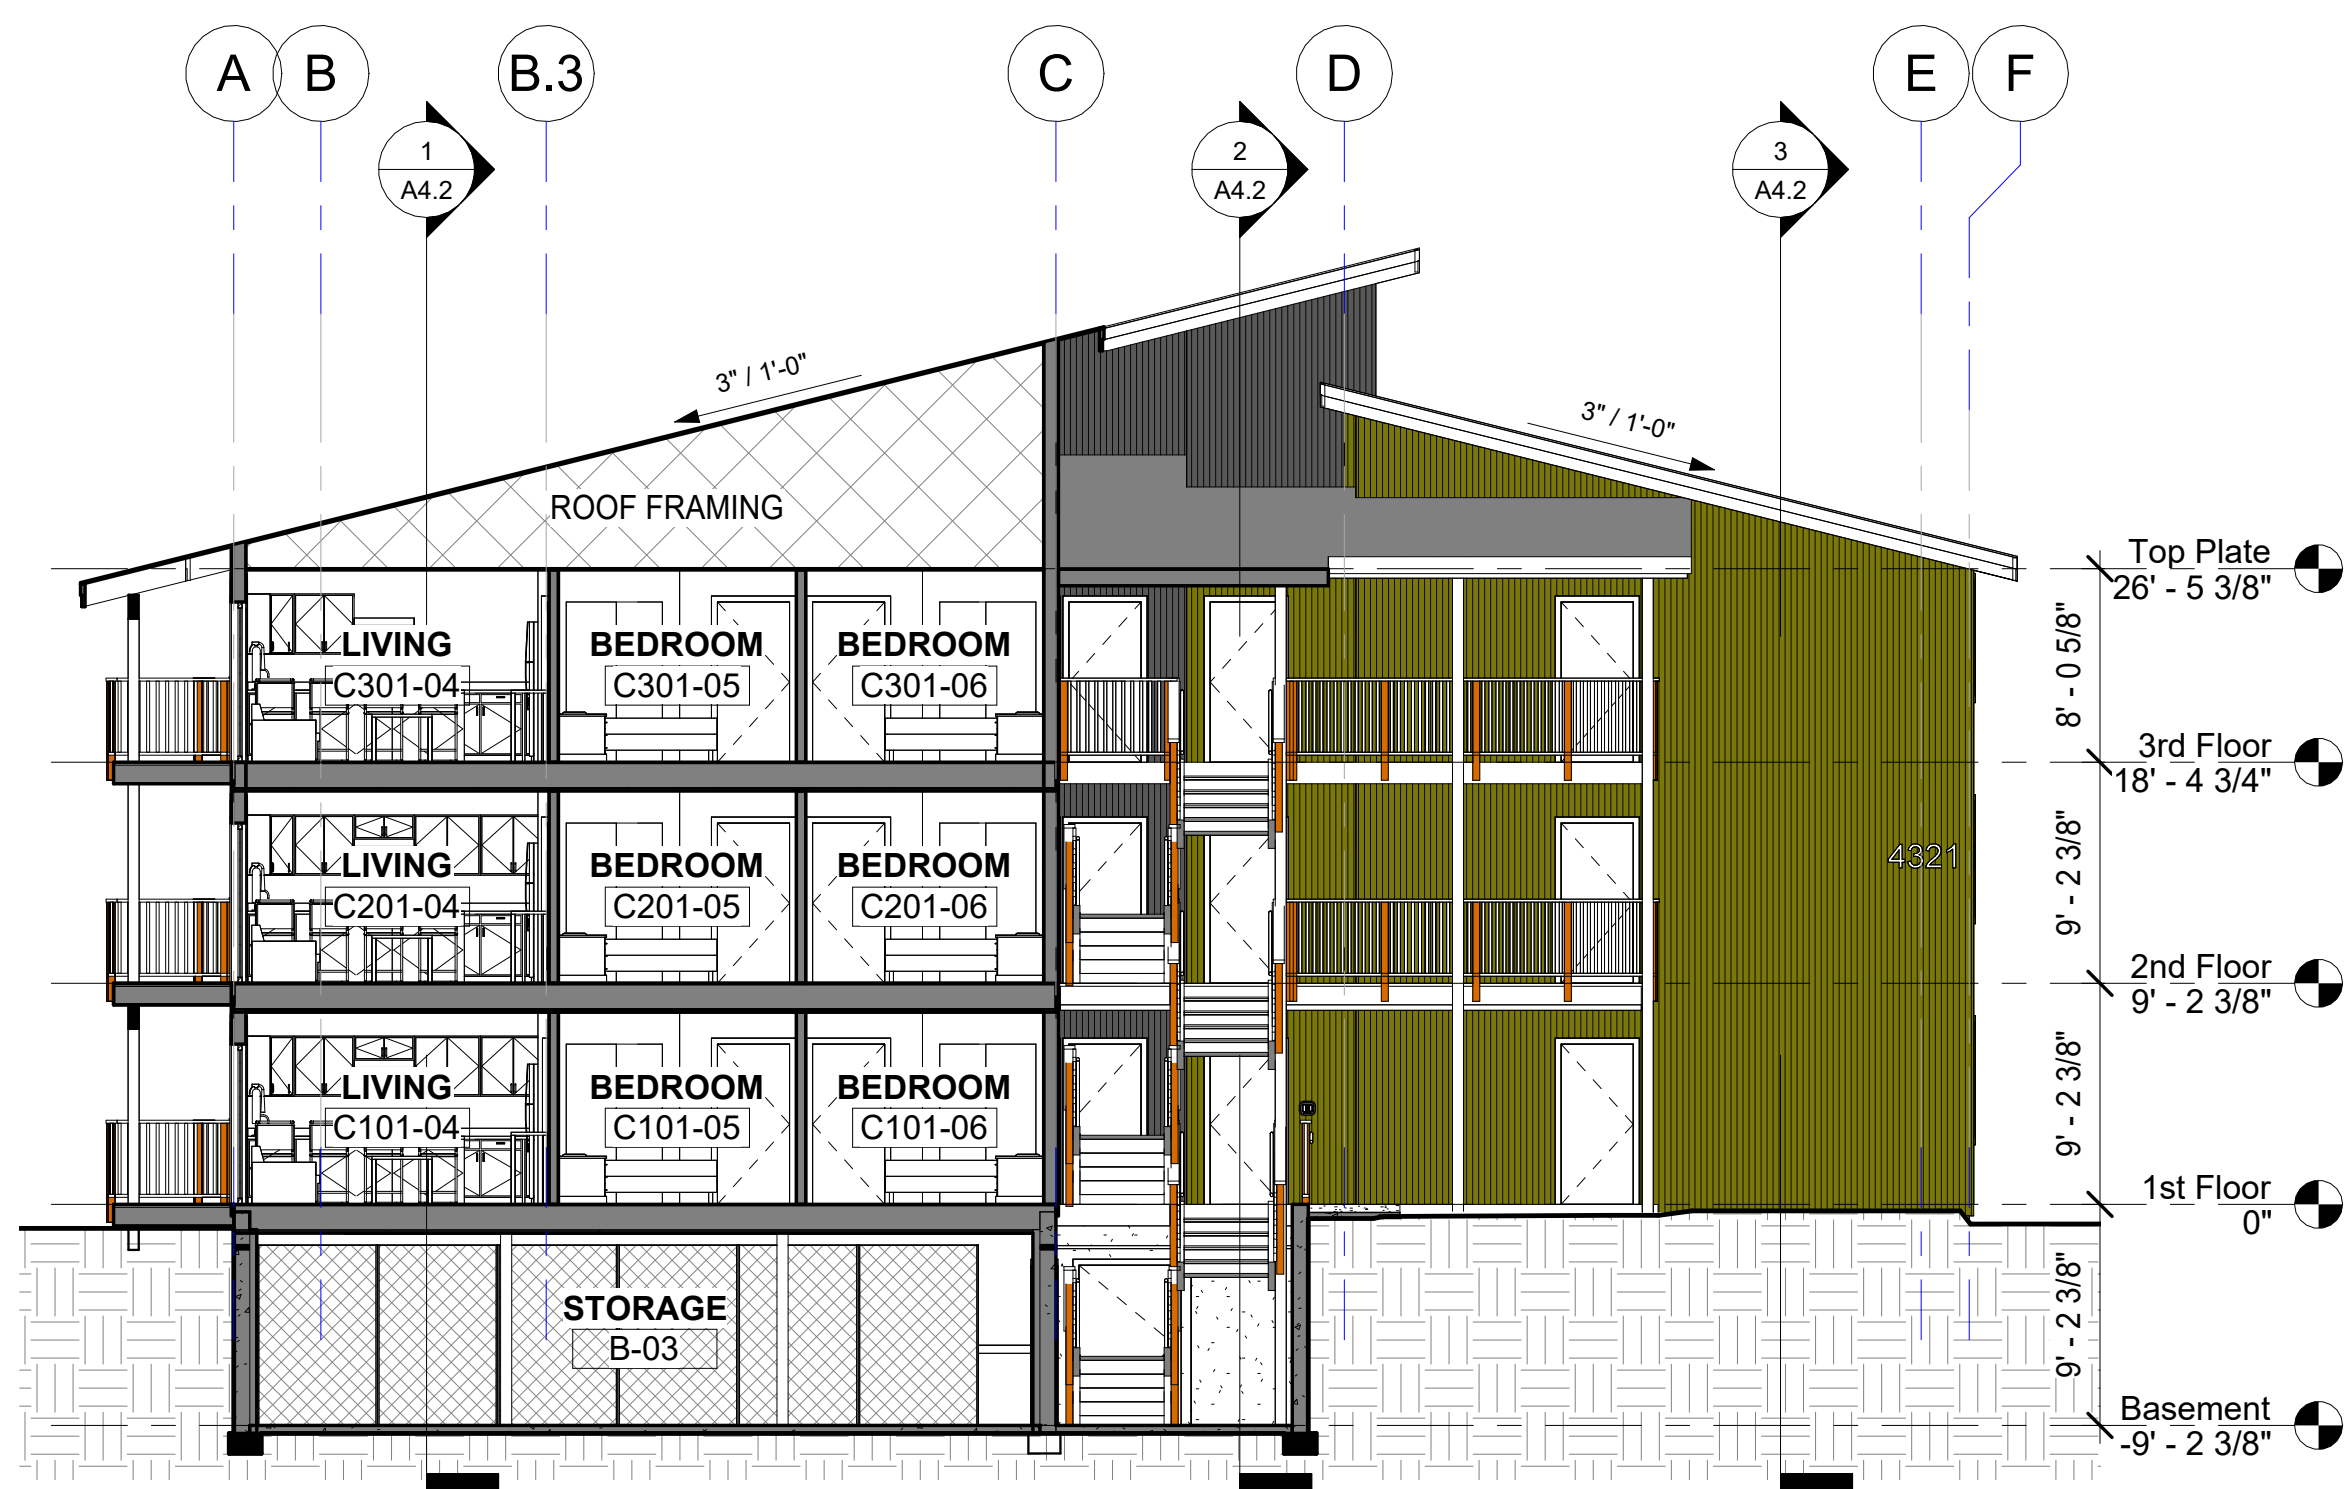 A
B
B.3
C
D
E
F
1
A4.2
2
A4.2
3
A4.2
3" / 1'-0"
3" / 1'-0"
ROOF FRAMING
Top Plate
26' - 5 3/8"
8' - 0 5/8"
LIVING
C301-04
BEDROOM
C301-05
BEDROOM
C301-06
3rd Floor
18' - 4 3/4"
9' - 2 3/8"
4321
LIVING
C201-04
BEDROOM
C201-05
BEDROOM
C201-06
2nd Floor
9' - 2 3/8"
9' - 2 3/8"
LIVING
C101-04
BEDROOM
C101-05
BEDROOM
C101-06
1st Floor
0"
9' - 2 3/8"
STORAGE
B-03
Basement
-9' - 2 3/8"